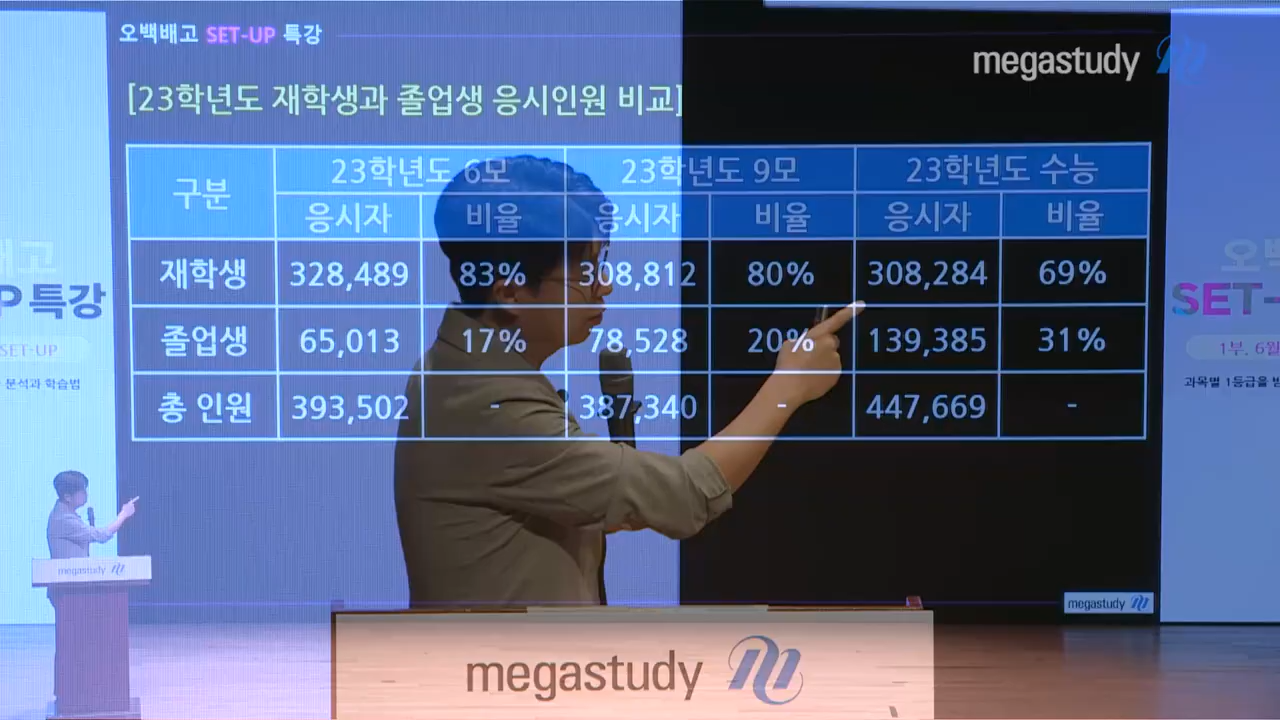 오백배고 SET-UP 특강
megastudy
[23학년도 재학생과 졸업생 응시인원 비교]
구분 23학년도 6모 23학년도 9모 23학년도 수능
응시자 비율 응시자 비율 응시자 비율
재학생 328,489 83% 308,812 80% 308,284 69%
졸업생 65,013 17% 78,528 20% 139,385 31%
총 인원 393,502 - 387,340 - 447,669 -
배고
P 특강
SET-UP
분석과 학습법
오백
SET-
1부. 6월
과목별 1등급을
megastudy
megastudy
megastudy